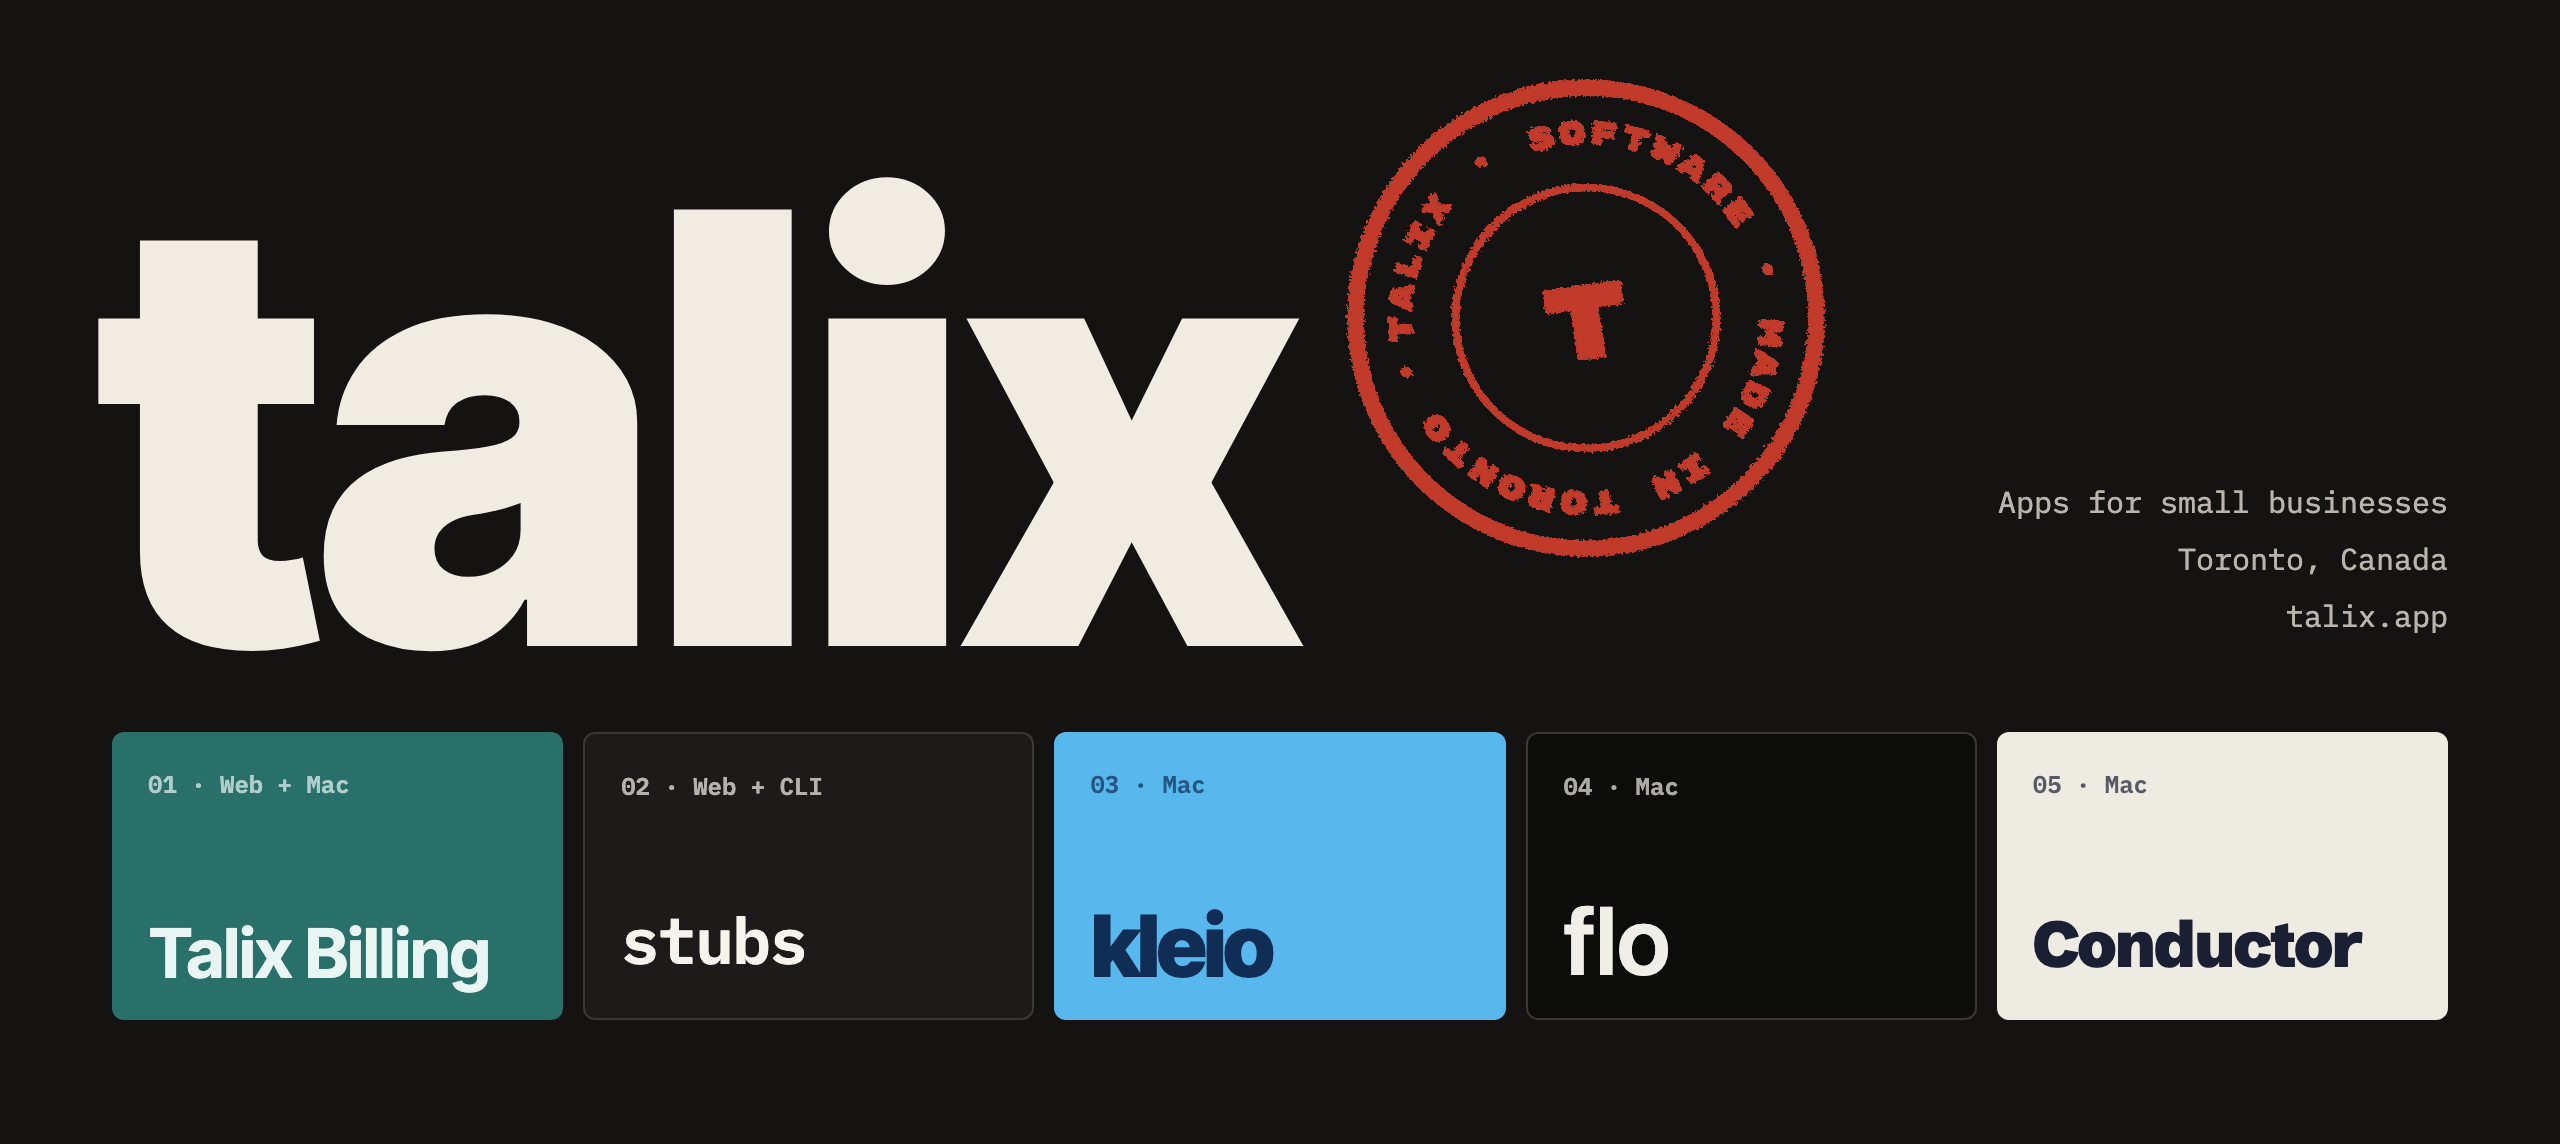 talix
SOFTWARE • MADE IN TORONTO • TALIX •
T
Apps for small businesses
Toronto, Canada
talix.app
01 · Web + Mac
Talix Billing
02 · Web + CLI
stubs
03 · Mac
kleio
04 · Mac
flo
05 · Mac
Conductor